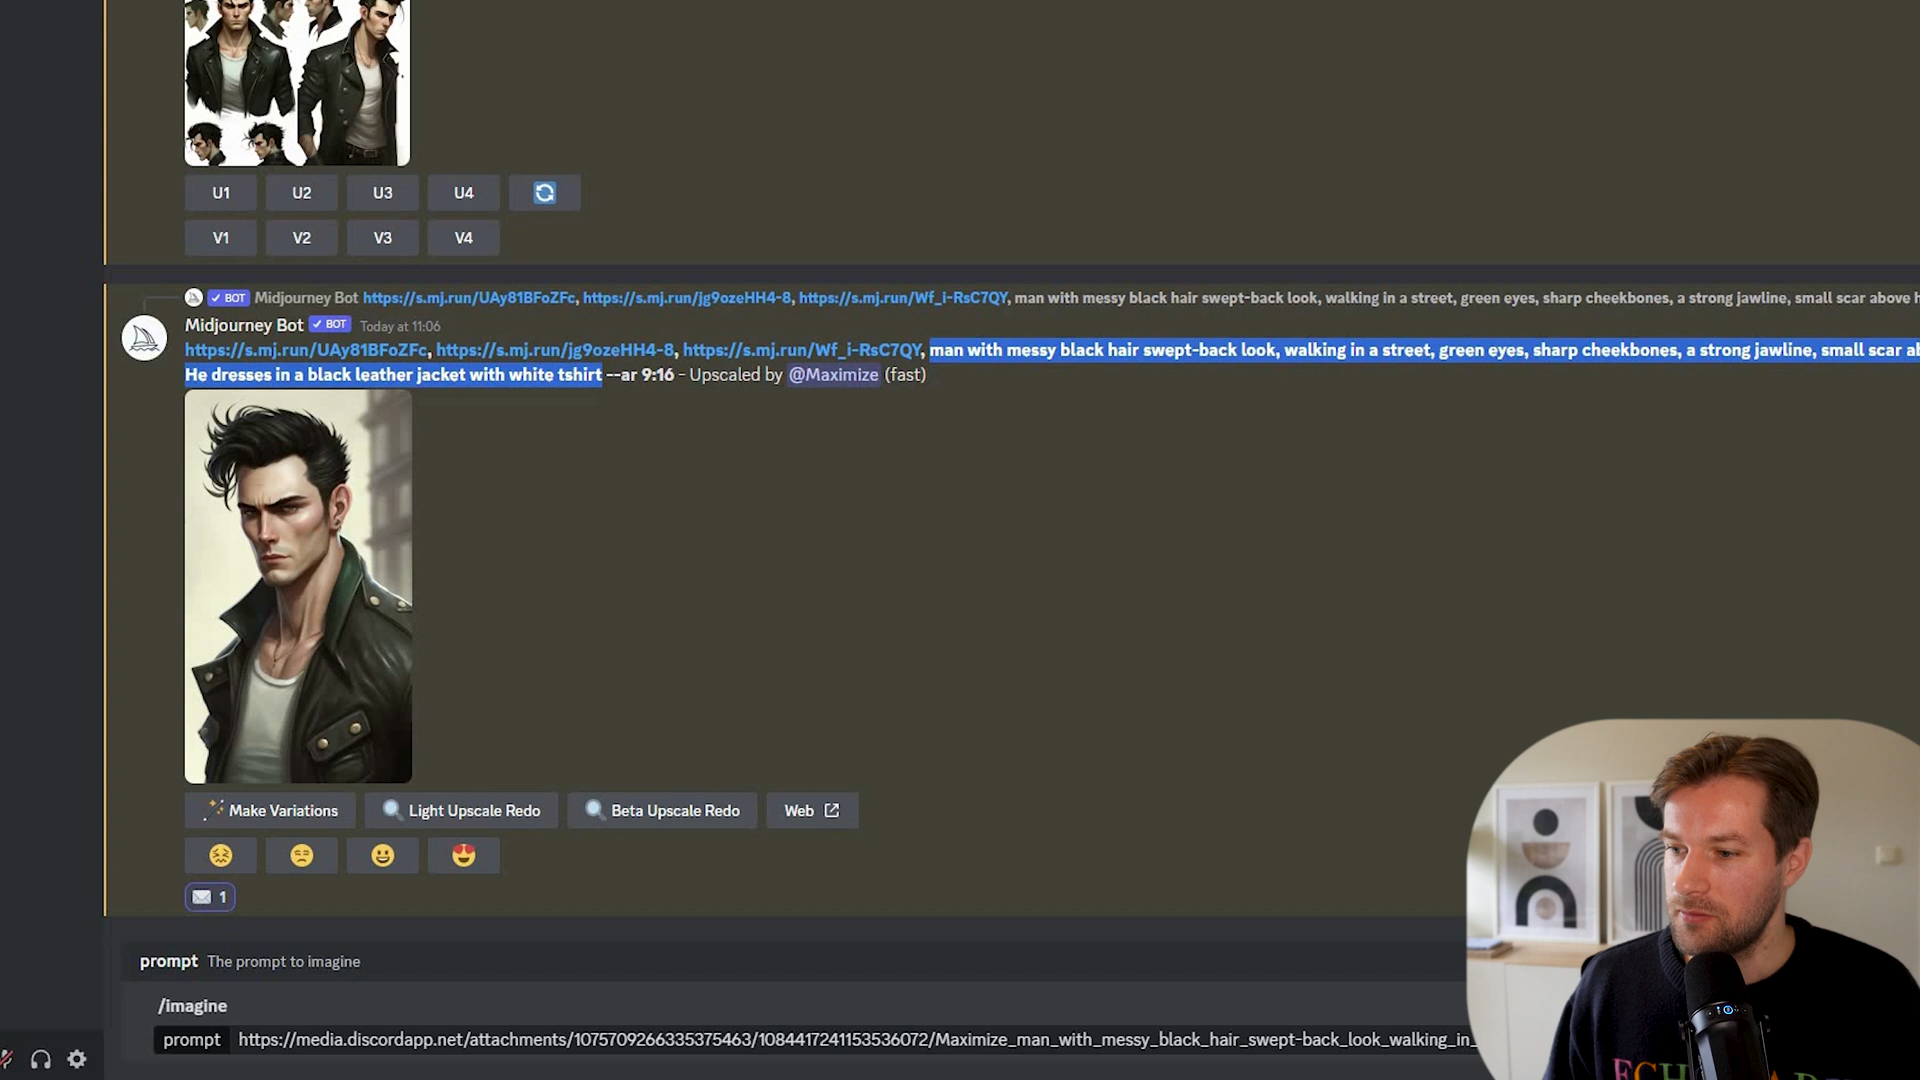 U1 U2 U3 U4
V1 V2 V3 V4
BOT Midjourney Bot https://s.mj.run/UAy81BFoZFc, https://s.mj.run/jg9ozeHH4-8, https://s.mj.run/Wf_i-RsC7QY, man with messy black hair swept-back look, walking in a street, green eyes, sharp cheekbones, a strong jawline, small scar above h
Midjourney Bot BOT Today at 11:06
https://s.mj.run/UAy81BFoZFc, https://s.mj.run/jg9ozeHH4-8, https://s.mj.run/Wf_i-RsC7QY, man with messy black hair swept-back look, walking in a street, green eyes, sharp cheekbones, a strong jawline, small scar ab
He dresses in a black leather jacket with white tshirt --ar 9:16 - Upscaled by @Maximize (fast)
Make Variations Light Upscale Redo Beta Upscale Redo Web
1
prompt The prompt to imagine
/imagine
prompt https://media.discordapp.net/attachments/1075709266335375463/1084417241153536072/Maximize_man_with_messy_black_hair_swept-back_look_walking_in_